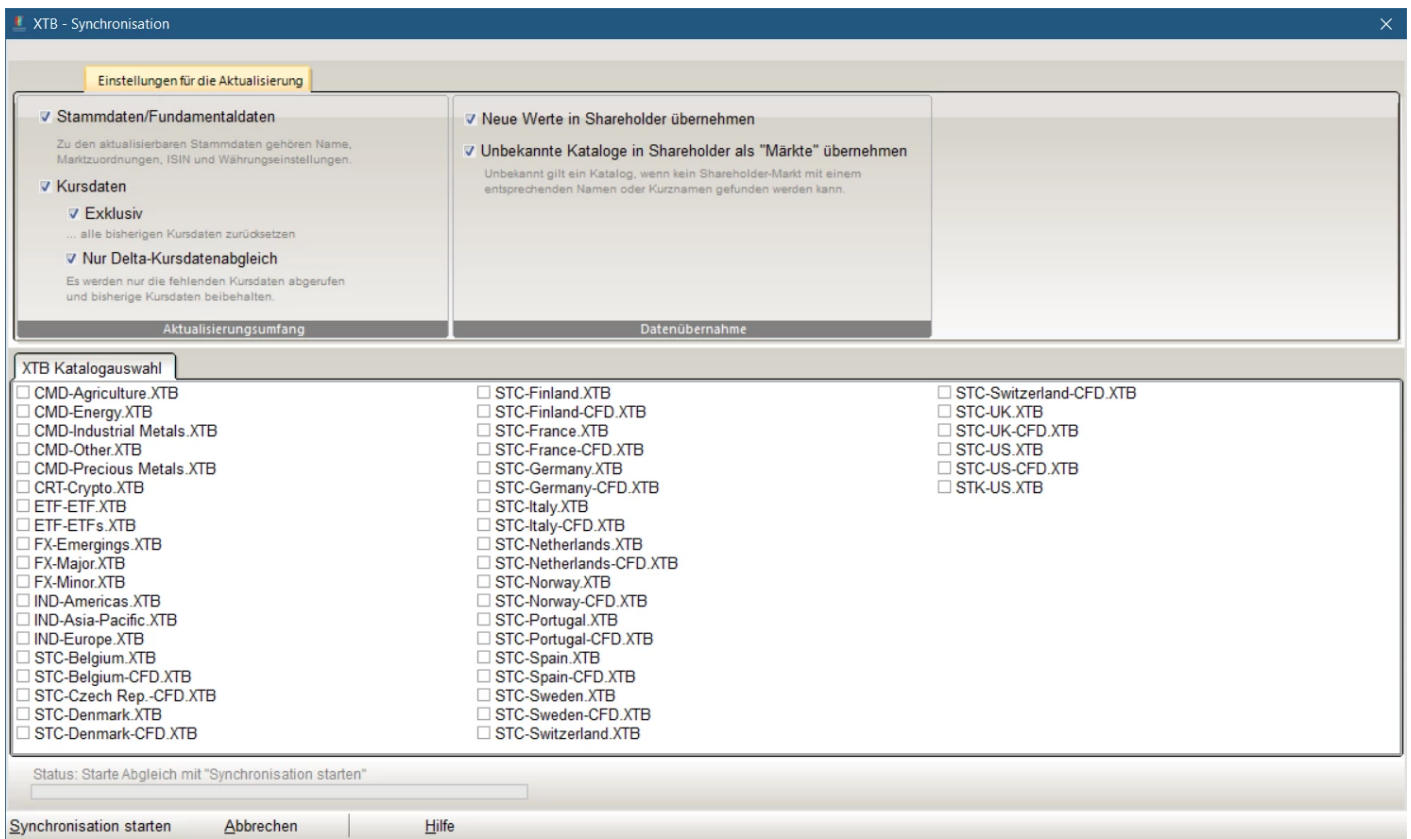 XTB - Synchronisation
Einstellungen für die Aktualisierung
Stammdaten/Fundamentaldaten
Zu den aktualisierbaren Stammdaten gehören Name,
Marktzuordnungen, ISIN und Währungseinstellungen.
Kursdaten
Exklusiv
... alle bisherigen Kursdaten zurücksetzen
Nur Delta-Kursdatenabgleich
Es werden nur die fehlenden Kursdaten abgerufen
und bisherige Kursdaten beibehalten.
Aktualisierungsumfang
Neue Werte in Shareholder übernehmen
Unbekannte Kataloge in Shareholder als "Märkte" übernehmen
Unbekannt gilt ein Katalog, wenn kein Shareholder-Markt mit einem
entsprechenden Namen oder Kurznamen gefunden werden kann.
Datenübernahme
XTB Katalogauswahl
CMD-Agriculture.XTB
CMD-Energy.XTB
CMD-Industrial Metals.XTB
CMD-Other.XTB
CMD-Precious Metals.XTB
CRT-Crypto.XTB
ETF-ETF.XTB
ETF-ETFs.XTB
FX-Emergings.XTB
FX-Major.XTB
FX-Minor.XTB
IND-Americas.XTB
IND-Asia-Pacific.XTB
IND-Europe.XTB
STC-Belgium.XTB
STC-Belgium-CFD.XTB
STC-Czech Rep.-CFD.XTB
STC-Denmark.XTB
STC-Denmark-CFD.XTB
STC-Finland.XTB
STC-Finland-CFD.XTB
STC-France.XTB
STC-France-CFD.XTB
STC-Germany.XTB
STC-Germany-CFD.XTB
STC-Italy.XTB
STC-Italy-CFD.XTB
STC-Netherlands.XTB
STC-Netherlands-CFD.XTB
STC-Norway.XTB
STC-Norway-CFD.XTB
STC-Portugal.XTB
STC-Portugal-CFD.XTB
STC-Spain.XTB
STC-Spain-CFD.XTB
STC-Sweden.XTB
STC-Sweden-CFD.XTB
STC-Switzerland.XTB
STC-Switzerland-CFD.XTB
STC-UK.XTB
STC-UK-CFD.XTB
STC-US.XTB
STC-US-CFD.XTB
STK-US.XTB
Status: Starte Abgleich mit "Synchronisation starten"
Synchronisation starten
Abbrechen
Hilfe